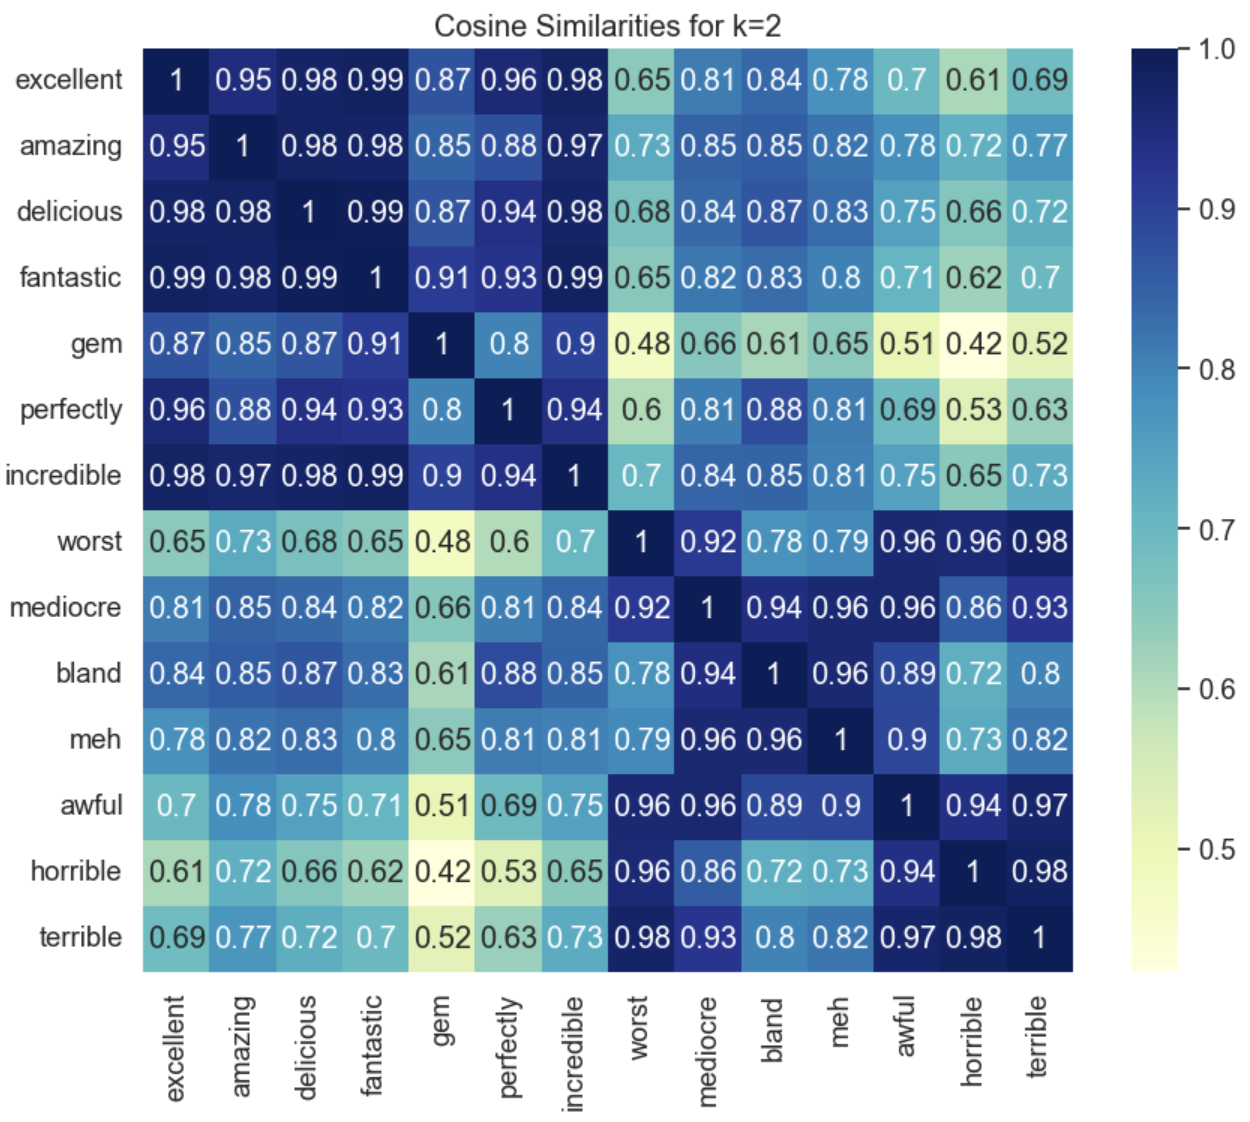 Cosine Similarities for k=2
excellent 1 0.95 0.98 0.99 0.87 0.96 0.98 0.65 0.81 0.84 0.78 0.7 0.61 0.69
amazing 0.95 1 0.98 0.98 0.85 0.88 0.97 0.73 0.85 0.85 0.82 0.78 0.72 0.77
delicious 0.98 0.98 1 0.99 0.87 0.94 0.98 0.68 0.84 0.87 0.83 0.75 0.66 0.72
fantastic 0.99 0.98 0.99 1 0.91 0.93 0.99 0.65 0.82 0.83 0.8 0.71 0.62 0.7
gem 0.87 0.85 0.87 0.91 1 0.8 0.9 0.48 0.66 0.61 0.65 0.51 0.42 0.52
perfectly 0.96 0.88 0.94 0.93 0.8 1 0.94 0.6 0.81 0.88 0.81 0.69 0.53 0.63
incredible 0.98 0.97 0.98 0.99 0.9 0.94 1 0.7 0.84 0.85 0.81 0.75 0.65 0.73
worst 0.65 0.73 0.68 0.65 0.48 0.6 0.7 1 0.92 0.78 0.79 0.96 0.96 0.98
mediocre 0.81 0.85 0.84 0.82 0.66 0.81 0.84 0.92 1 0.94 0.96 0.96 0.86 0.93
bland 0.84 0.85 0.87 0.83 0.61 0.88 0.85 0.78 0.94 1 0.96 0.89 0.72 0.8
meh 0.78 0.82 0.83 0.8 0.65 0.81 0.81 0.79 0.96 0.96 1 0.9 0.73 0.82
awful 0.7 0.78 0.75 0.71 0.51 0.69 0.75 0.96 0.96 0.89 0.9 1 0.94 0.97
horrible 0.61 0.72 0.66 0.62 0.42 0.53 0.65 0.96 0.86 0.72 0.73 0.94 1 0.98
terrible 0.69 0.77 0.72 0.7 0.52 0.63 0.73 0.98 0.93 0.8 0.82 0.97 0.98 1
excellent amazing delicious fantastic gem perfectly incredible worst mediocre bland meh awful horrible terrible
1.0
0.9
0.8
0.7
0.6
0.5